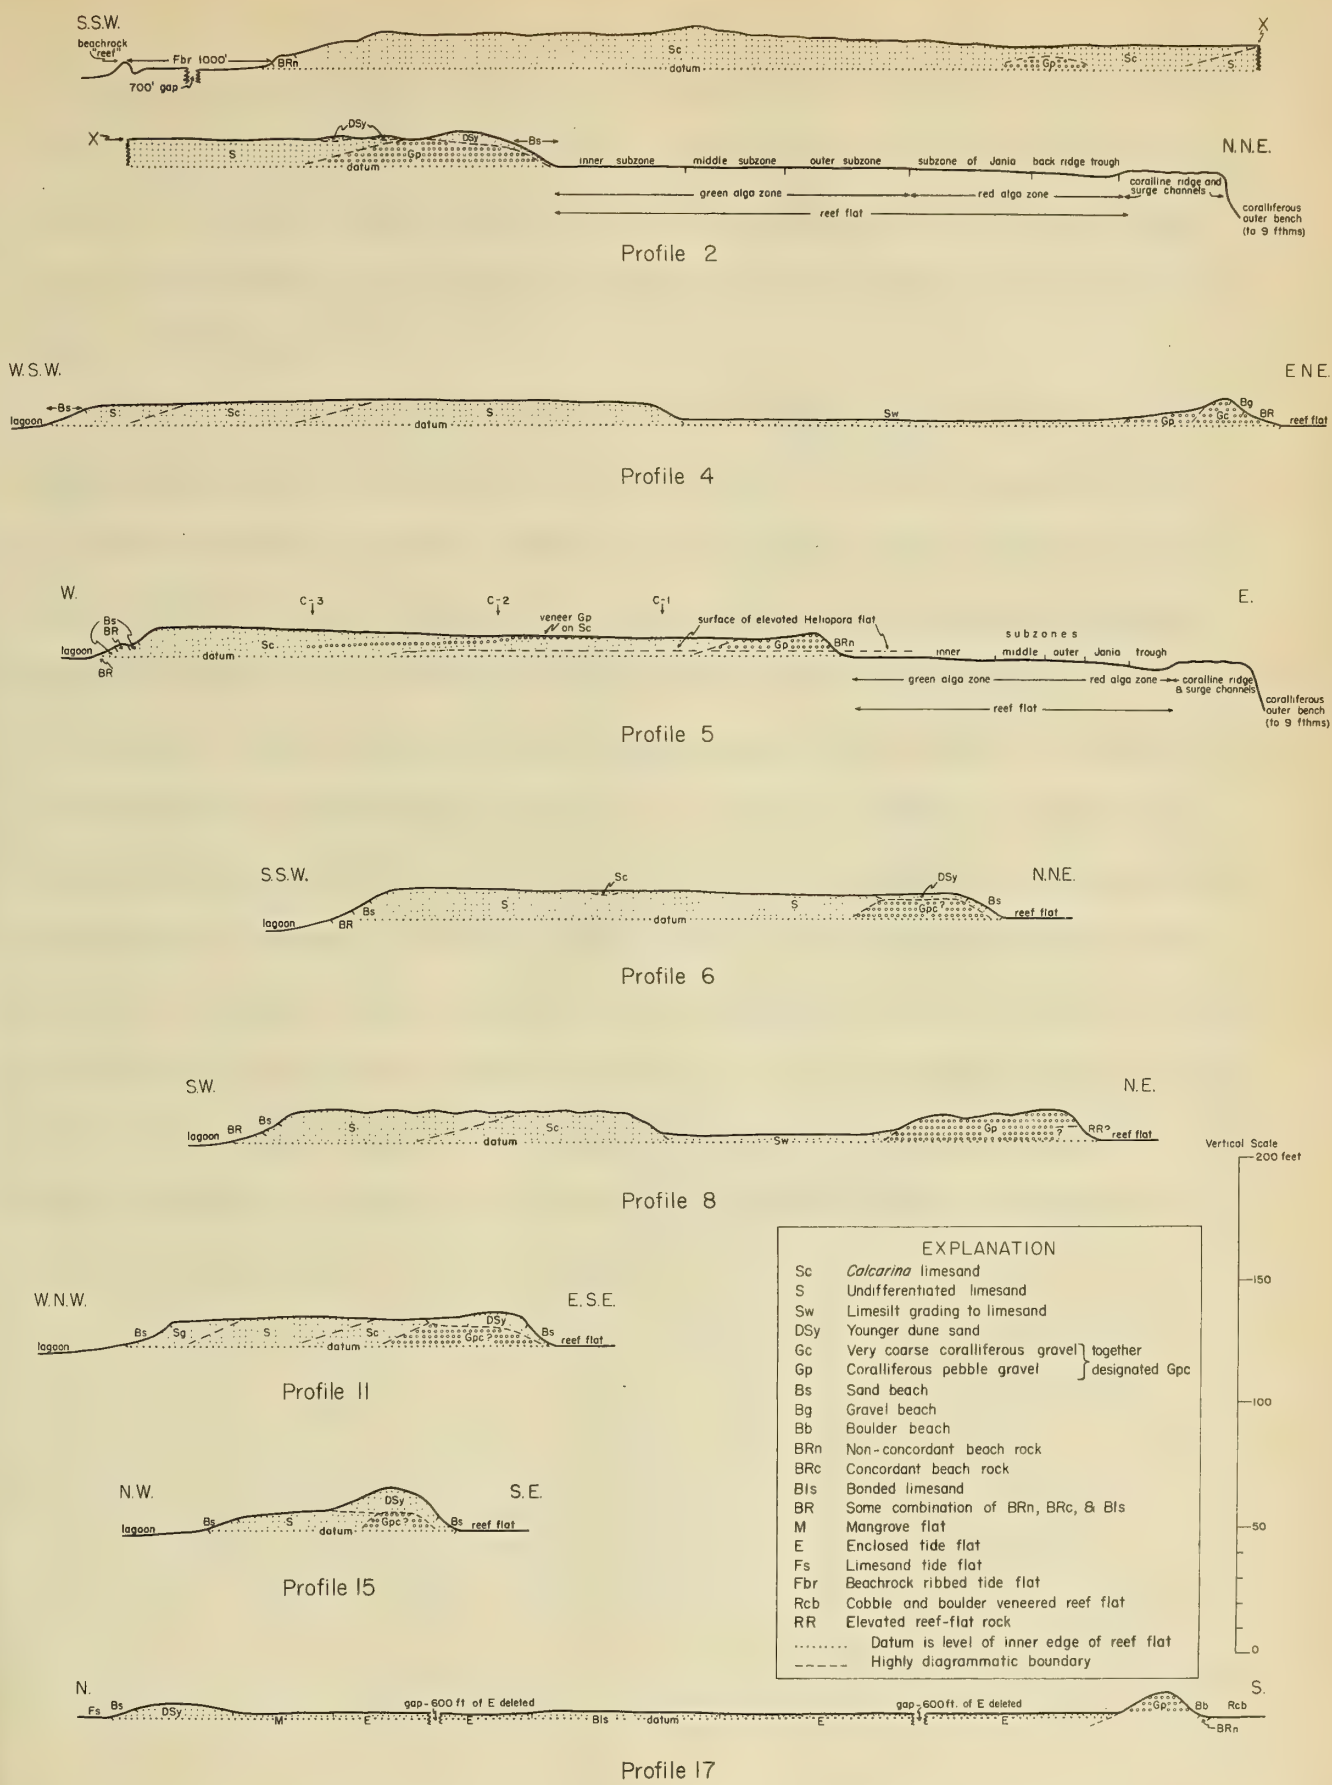 S.S.W.
X
beachrock
"reef"
Fbr 1000'
BRn
Sc
datum
Gp
Sc
S
700' gap
X
DSy
DSy
Bs
S
Gp
datum
N.N.E.
inner subzone
middle subzone
outer subzone
subzone of Jania
back ridge trough
coralline ridge and
surge channels
green alga zone
red alga zone
reef flat
coralliferous
outer bench
(to 9 fthms)
Profile 2
W.S.W.
E N E.
lagoon
Bs
S
Sc
S
datum
Sw
Gp
Gc
Bg
BR
reef flat
Profile 4
W.
E.
C-3
C-2
C-1
Bs
BR
veneer Gp
on Sc
surface of elevated Heliopora flat
lagoon
BR
datum
Sc
Gp
BRn
subzones
inner
middle
outer
Jania
trough
green alga zone
red alga zone
coralline ridge
& surge channels
reef flat
coralliferous
outer bench
(to 9 fthms)
Profile 5
S.S.W.
N.N.E.
Sc
DSy
lagoon
BR
Bs
S
datum
S
Gpc?
Bs
reef flat
Profile 6
S.W.
N.E.
lagoon
BR
Bs
S
datum
Sc
Sw
Gp
?
RR?
reef flat
Profile 8
Vertical Scale
200 feet
150
100
50
0
W.N.W.
E.S.E.
lagoon
Bs
Sg
S
datum
Sc
DSy
Gpc?
Bs
reef flat
Profile 11
N.W.
S.E.
lagoon
Bs
S
datum
DSy
Gpc?
Bs
reef flat
Profile 15
EXPLANATION
Sc Calcarina limesand
S Undifferentiated limesand
Sw Limesilt grading to limesand
DSy Younger dune sand
Gc Very coarse coralliferous gravel together
Gp Coralliferous pebble gravel designated Gpc
Bs Sand beach
Bg Gravel beach
Bb Boulder beach
BRn Non-concordant beach rock
BRc Concordant beach rock
Bls Bonded limesand
BR Some combination of BRn, BRc, & Bls
M Mangrove flat
E Enclosed tide flat
Fs Limesand tide flat
Fbr Beachrock ribbed tide flat
Rcb Cobble and boulder veneered reef flat
RR Elevated reef-flat rock
Datum is level of inner edge of reef flat
Highly diagrammatic boundary
N.
S.
Fs
Bs
DSy
M
E
gap-600 ft of E deleted
E
Bls
datum
E
gap-600 ft. of E deleted
E
Gp
Bb
Rcb
BRn
Profile 17